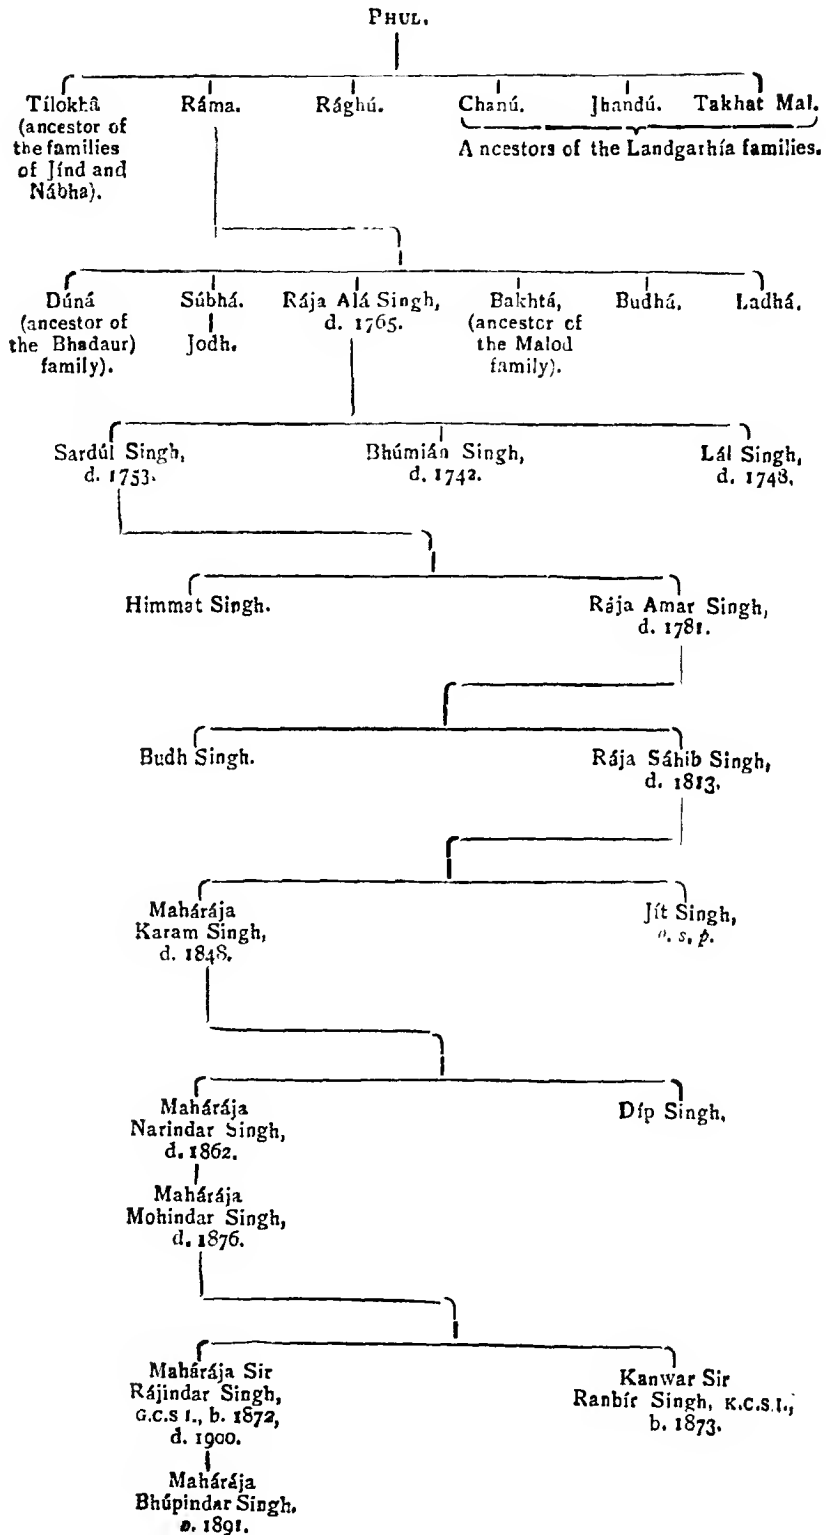 PHUL.
Tilokhâ Ráma. Rághú. Chanú. Jhandú. Takhat Mal.
(ancestor of
the families
of Jínd and
Nábha).
Ancestors of the Landgarhía families.
Dúná Súbhá. Rája Alá Singh, Bakhtá, Budhá. Ladhá.
(ancestor of d. 1765. (ancestor of
the Bhadaur) Jodh. the Malod
family). family).
Sardúl Singh, Bhúmián Singh, Lál Singh,
d. 1753. d. 1742. d. 1748.
Himmat Singh. Rája Amar Singh,
d. 1781.
Budh Singh. Rája Sáhib Singh,
d. 1813.
Mahárája Jít Singh,
Karam Singh, o. s. p.
d. 1848.
Mahárája Díp Singh.
Narindar Singh,
d. 1862.
Mahárája
Mohindar Singh,
d. 1876.
Mahárája Sir Kanwar Sir
Rájindar Singh, Ranbír Singh, K.C.S.I.,
G.C.S I., b. 1872, b. 1873.
d. 1900.
Mahárája
Bhúpindar Singh.
b. 1891.